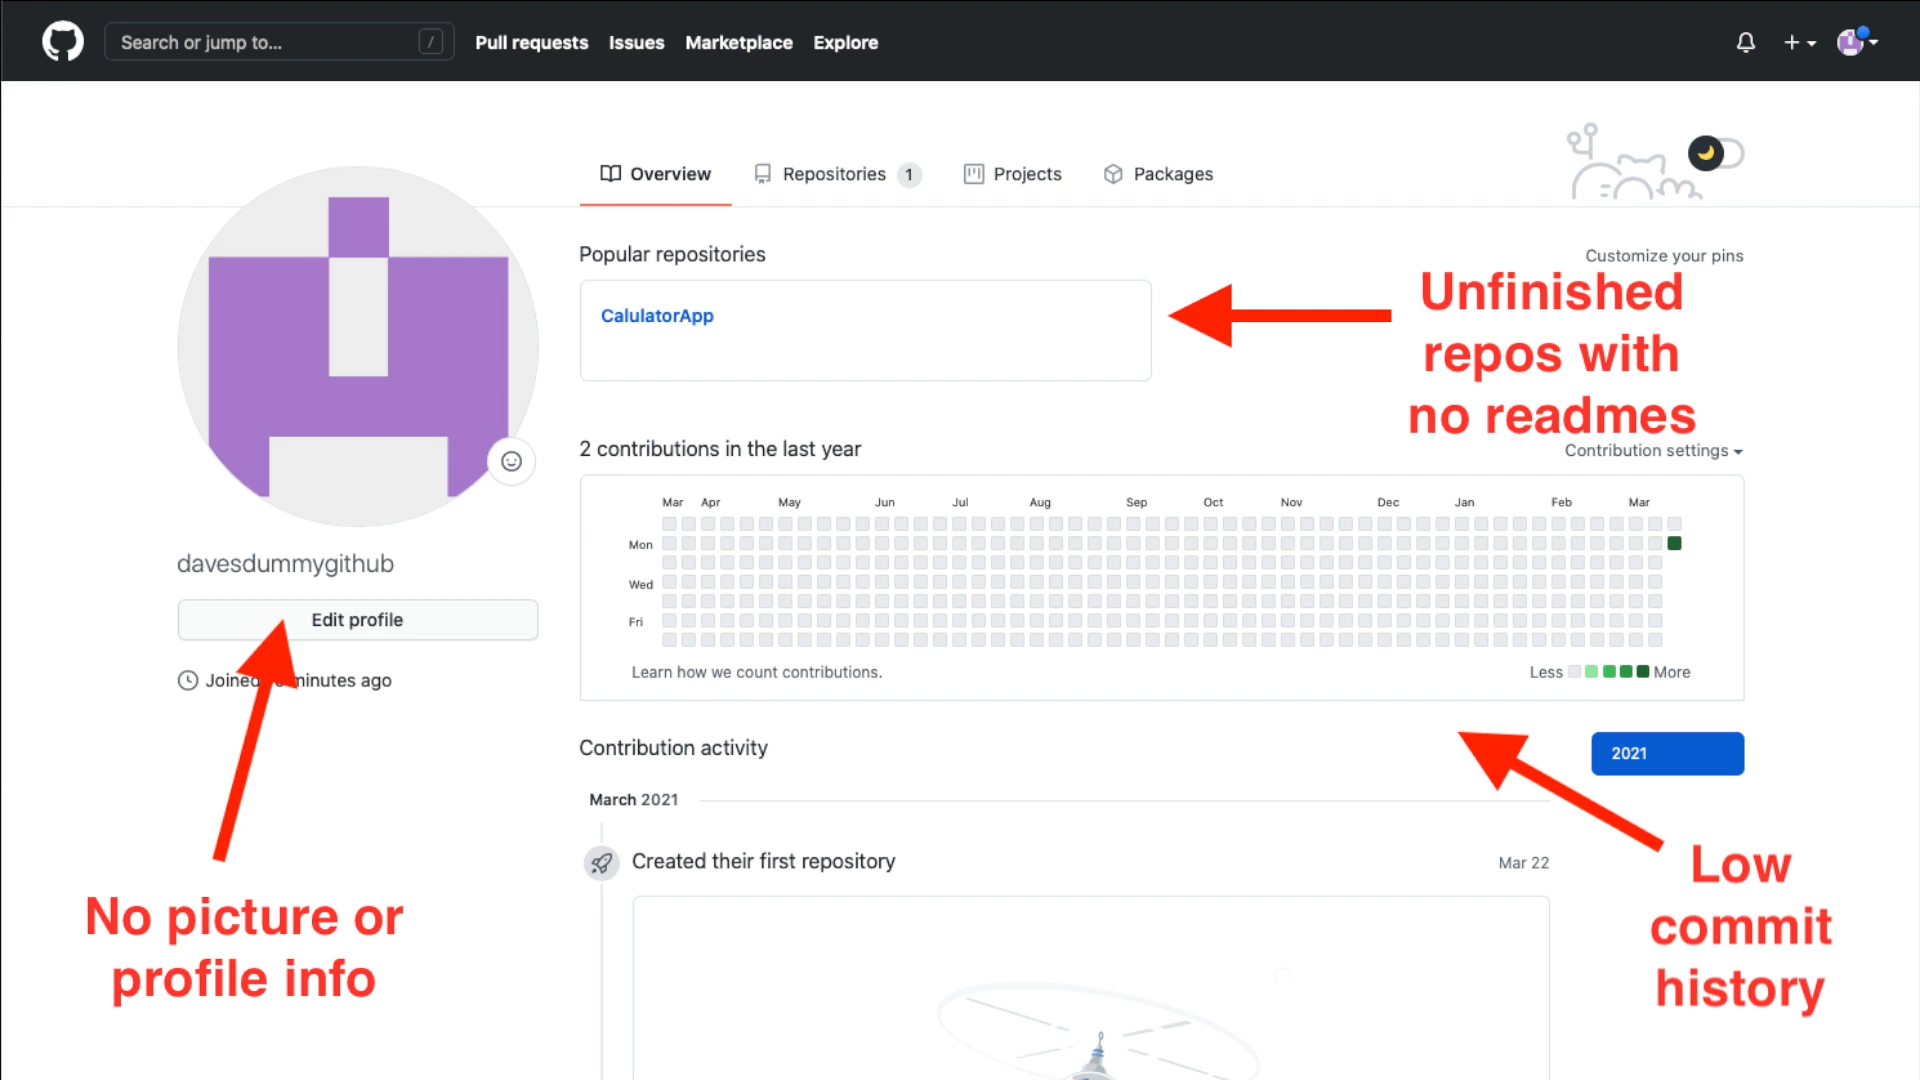 Search or jump to... /
Pull requests Issues Marketplace Explore
Overview Repositories 1 Projects Packages
Popular repositories
Customize your pins
CalulatorApp
Unfinished
repos with
no readmes
2 contributions in the last year
Contribution settings
Mar Apr May Jun Jul Aug Sep Oct Nov Dec Jan Feb Mar
Mon
Wed
Fri
Learn how we count contributions.
Less More
davesdummygithub
Edit profile
Joined minutes ago
No picture or
profile info
Contribution activity
2021
March 2021
Created their first repository
Mar 22
Low
commit
history